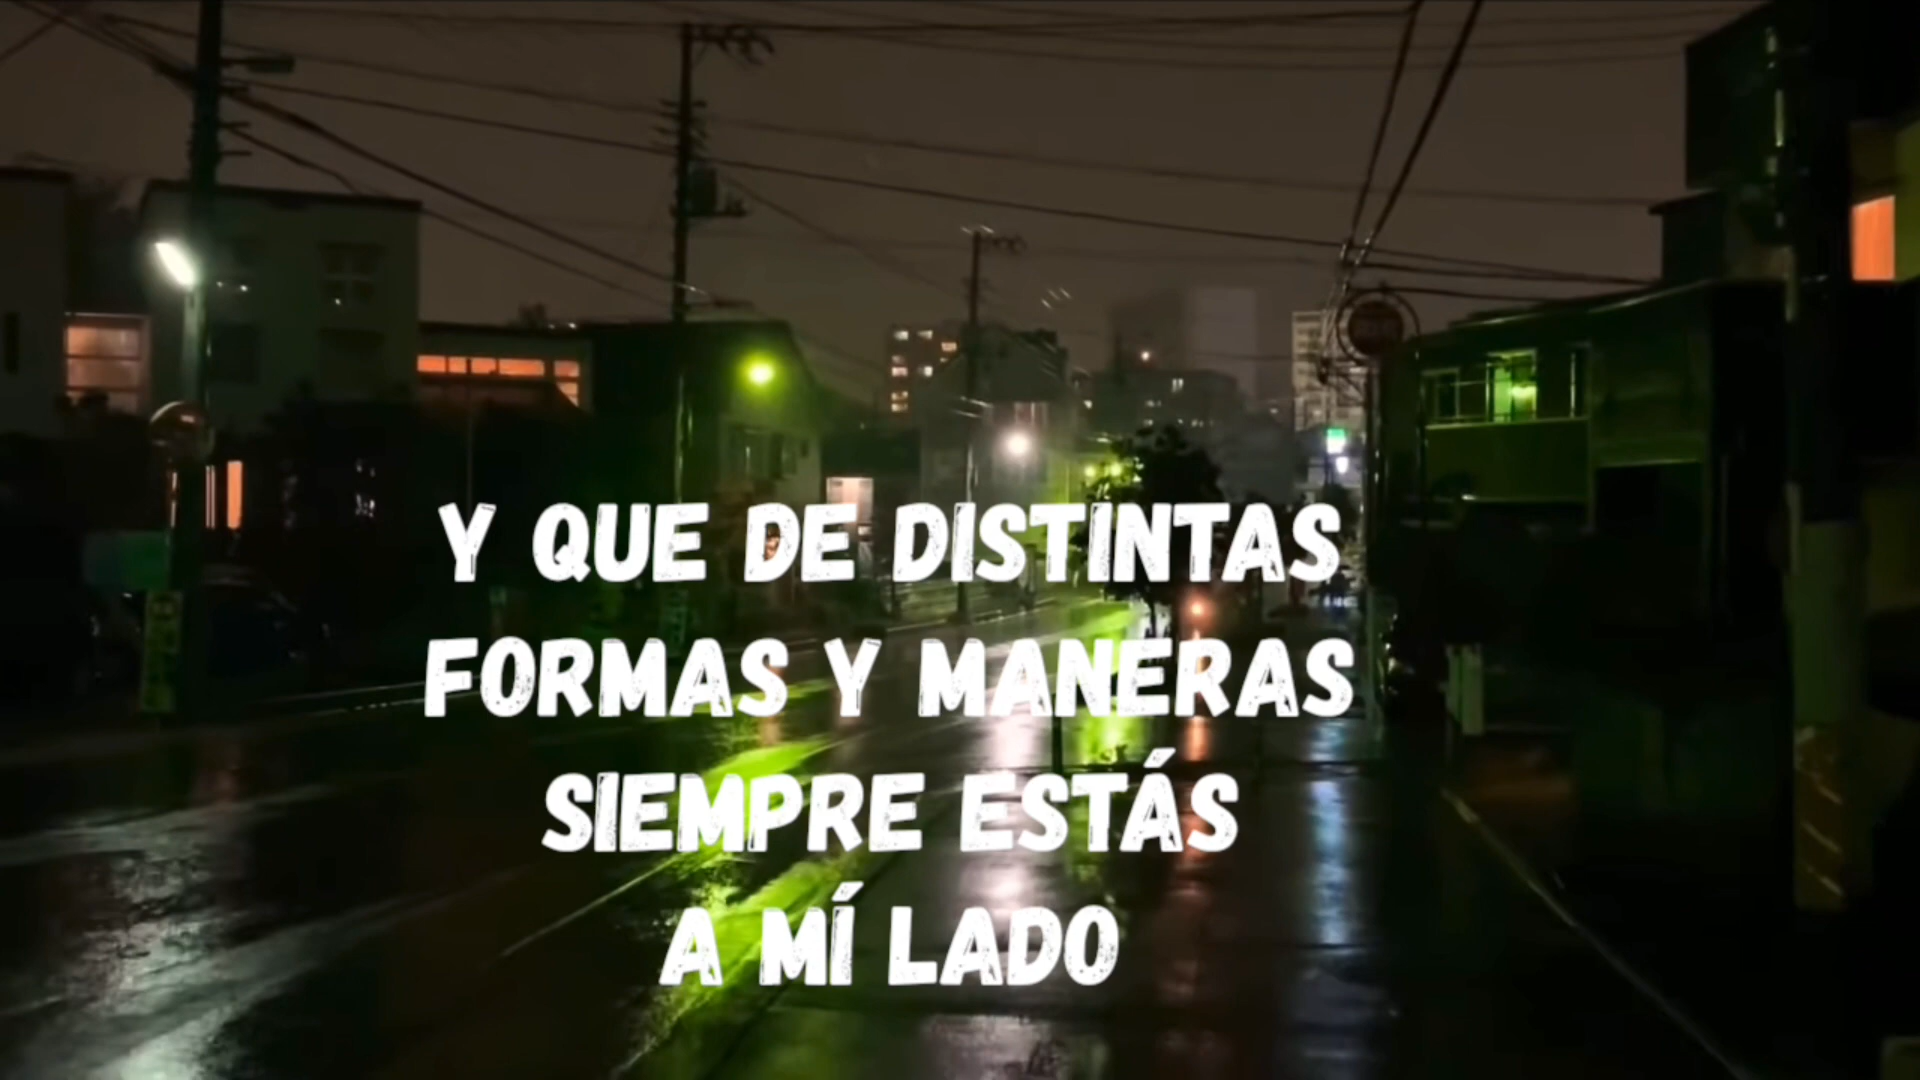 Y QUE DE DISTINTAS
FORMAS Y MANERAS
SIEMPRE ESTÁS
A MÍ LADO